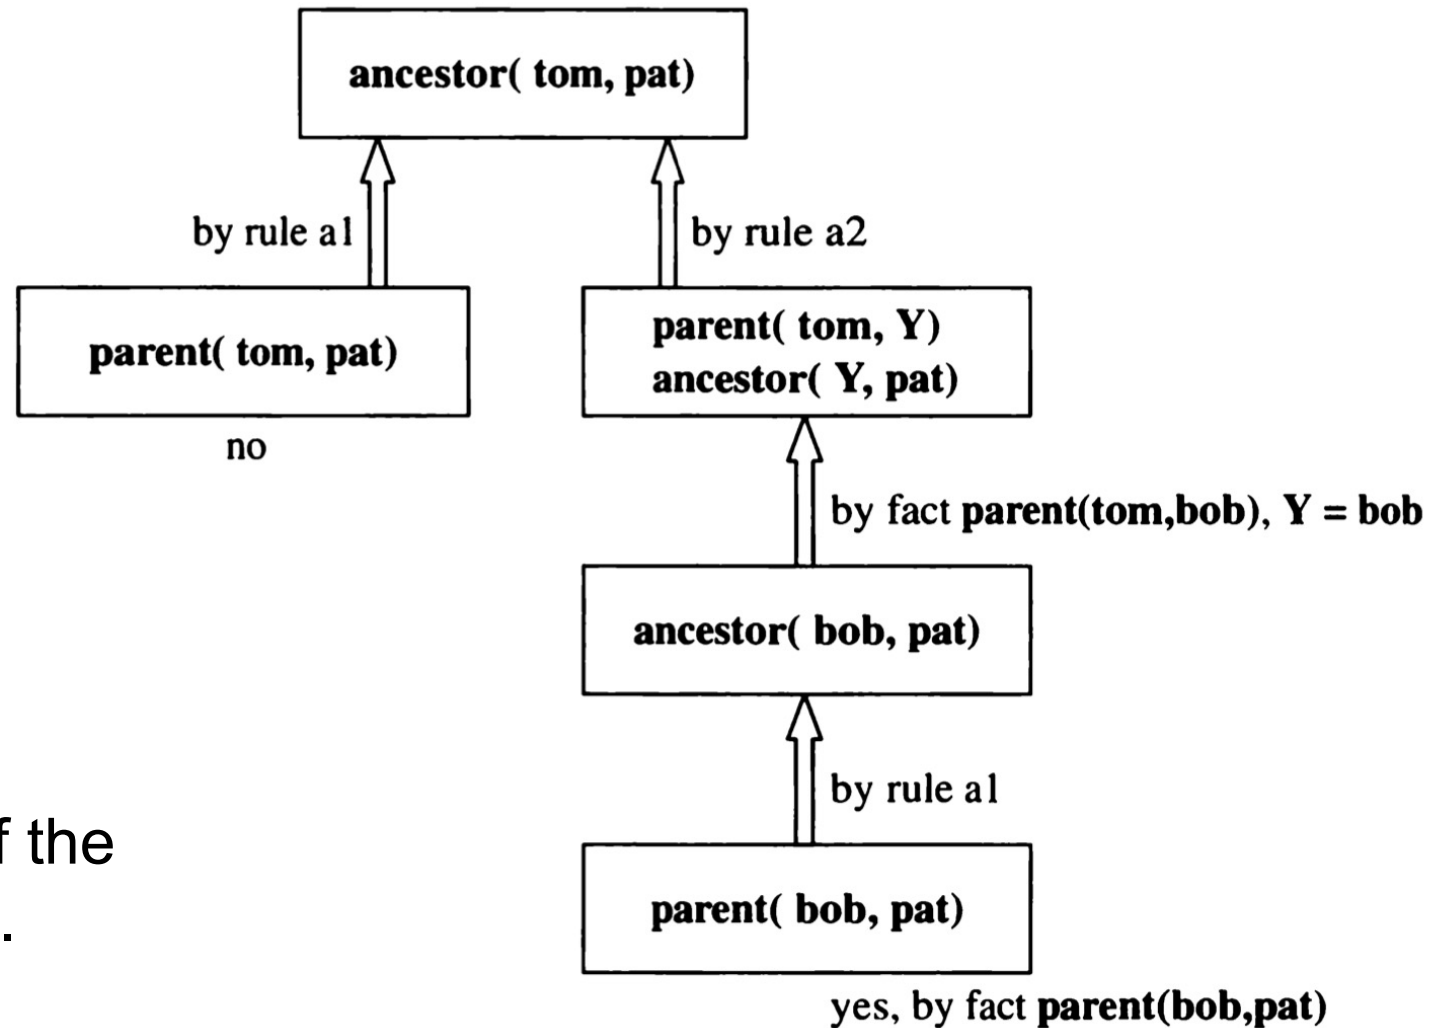 ancestor( tom, pat)
by rule a1
by rule a2
parent( tom, pat)
parent( tom, Y)
ancestor( Y, pat)
no
by fact parent(tom,bob), Y = bob
ancestor( bob, pat)
by rule a1
f the
.
parent( bob, pat)
yes, by fact parent(bob,pat)